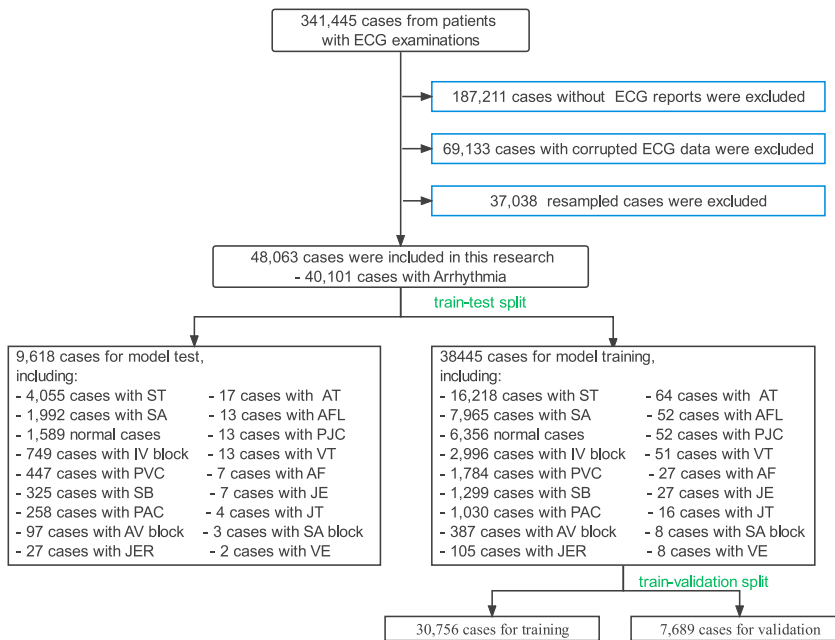 341,445 cases from patients
with ECG examinations
187,211 cases without ECG reports were excluded
69,133 cases with corrupted ECG data were excluded
37,038 resampled cases were excluded
48,063 cases were included in this research
- 40,101 cases with Arrhythmia
train-test split
9,618 cases for model test,
including:
- 4,055 cases with ST
- 1,992 cases with SA
- 1,589 normal cases
- 749 cases with IV block
- 447 cases with PVC
- 325 cases with SB
- 258 cases with PAC
- 97 cases with AV block
- 27 cases with JER
- 17 cases with AT
- 13 cases with AFL
- 13 cases with PJC
- 13 cases with VT
- 7 cases with AF
- 7 cases with JE
- 4 cases with JT
- 3 cases with SA block
- 2 cases with VE
38445 cases for model training,
including:
- 16,218 cases with ST
- 7,965 cases with SA
- 6,356 normal cases
- 2,996 cases with IV block
- 1,784 cases with PVC
- 1,299 cases with SB
- 1,030 cases with PAC
- 387 cases with AV block
- 105 cases with JER
- 64 cases with AT
- 52 cases with AFL
- 52 cases with PJC
- 51 cases with VT
- 27 cases with AF
- 27 cases with JE
- 16 cases with JT
- 8 cases with SA block
- 8 cases with VE
train-validation split
30,756 cases for training
7,689 cases for validation